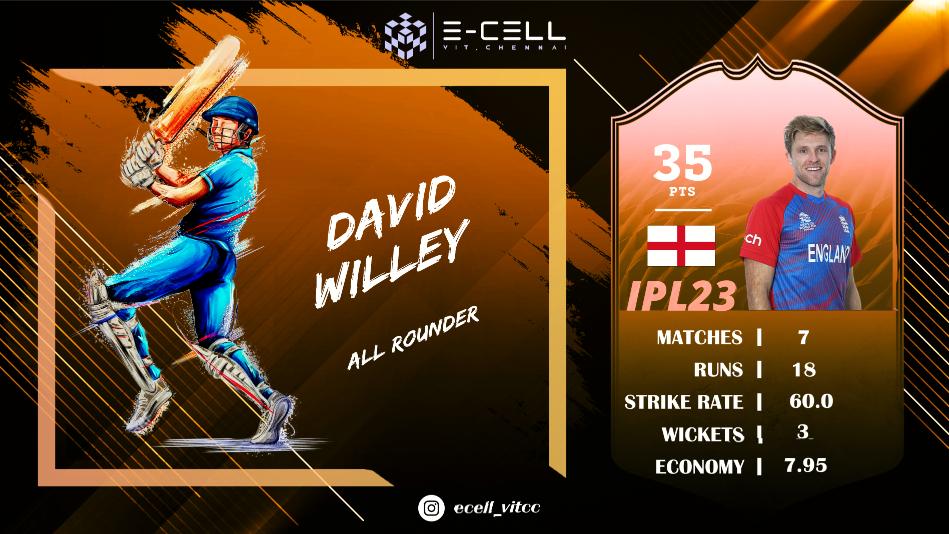 E-CELL
VIT, CHENNAI
DAVID
WILLEY
ALL ROUNDER
35
PTS
ch
ENGLAND
IPL23
MATCHES | 7
RUNS | 18
STRIKE RATE | 60.0
WICKETS | 3
ECONOMY | 7.95
ecell_vitcc